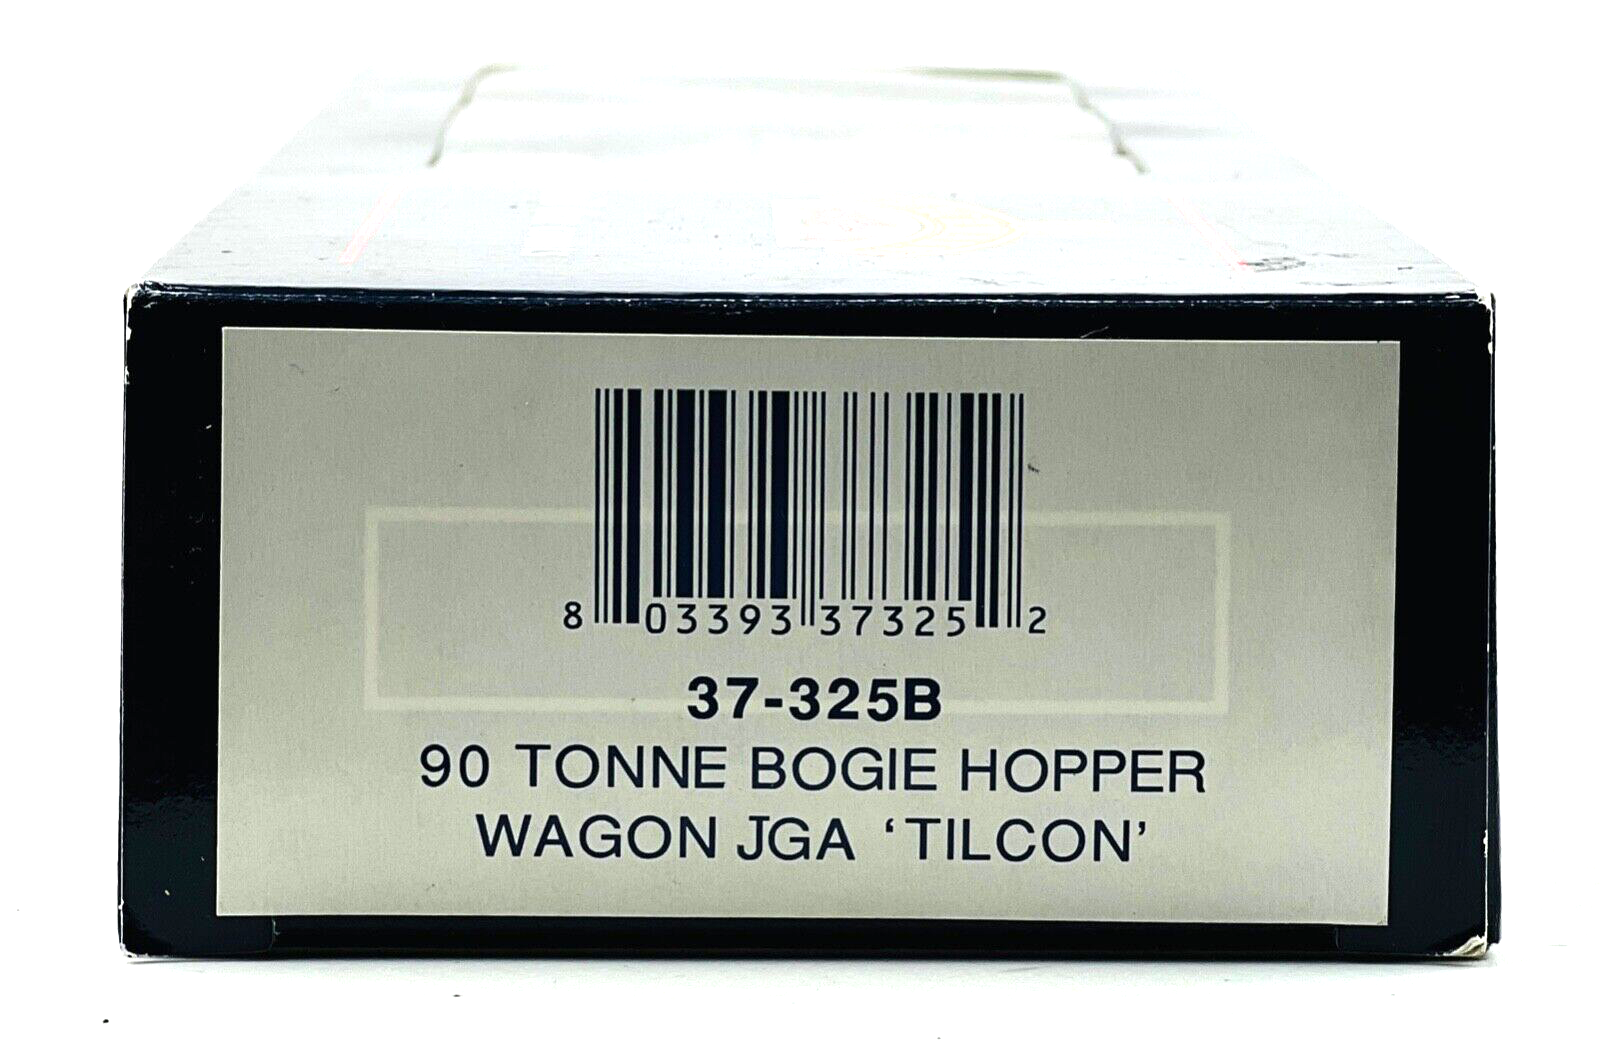 8 03393 37325 2
37-325B
90 TONNE BOGIE HOPPER
WAGON JGA ‘TILCON’